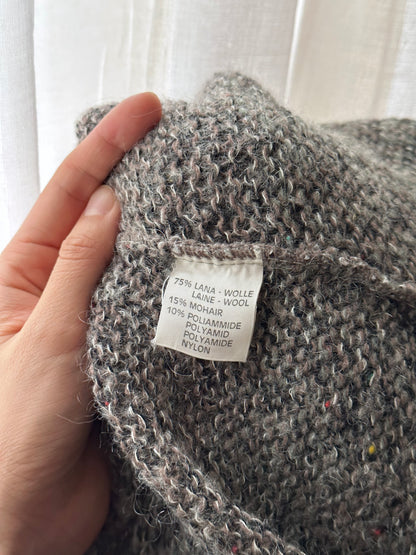 75% LANA - WOLLE
LAINE - WOOL
15% MOHAIR
10% POLIAMMIDE
POLYAMID
POLYAMIDE
NYLON